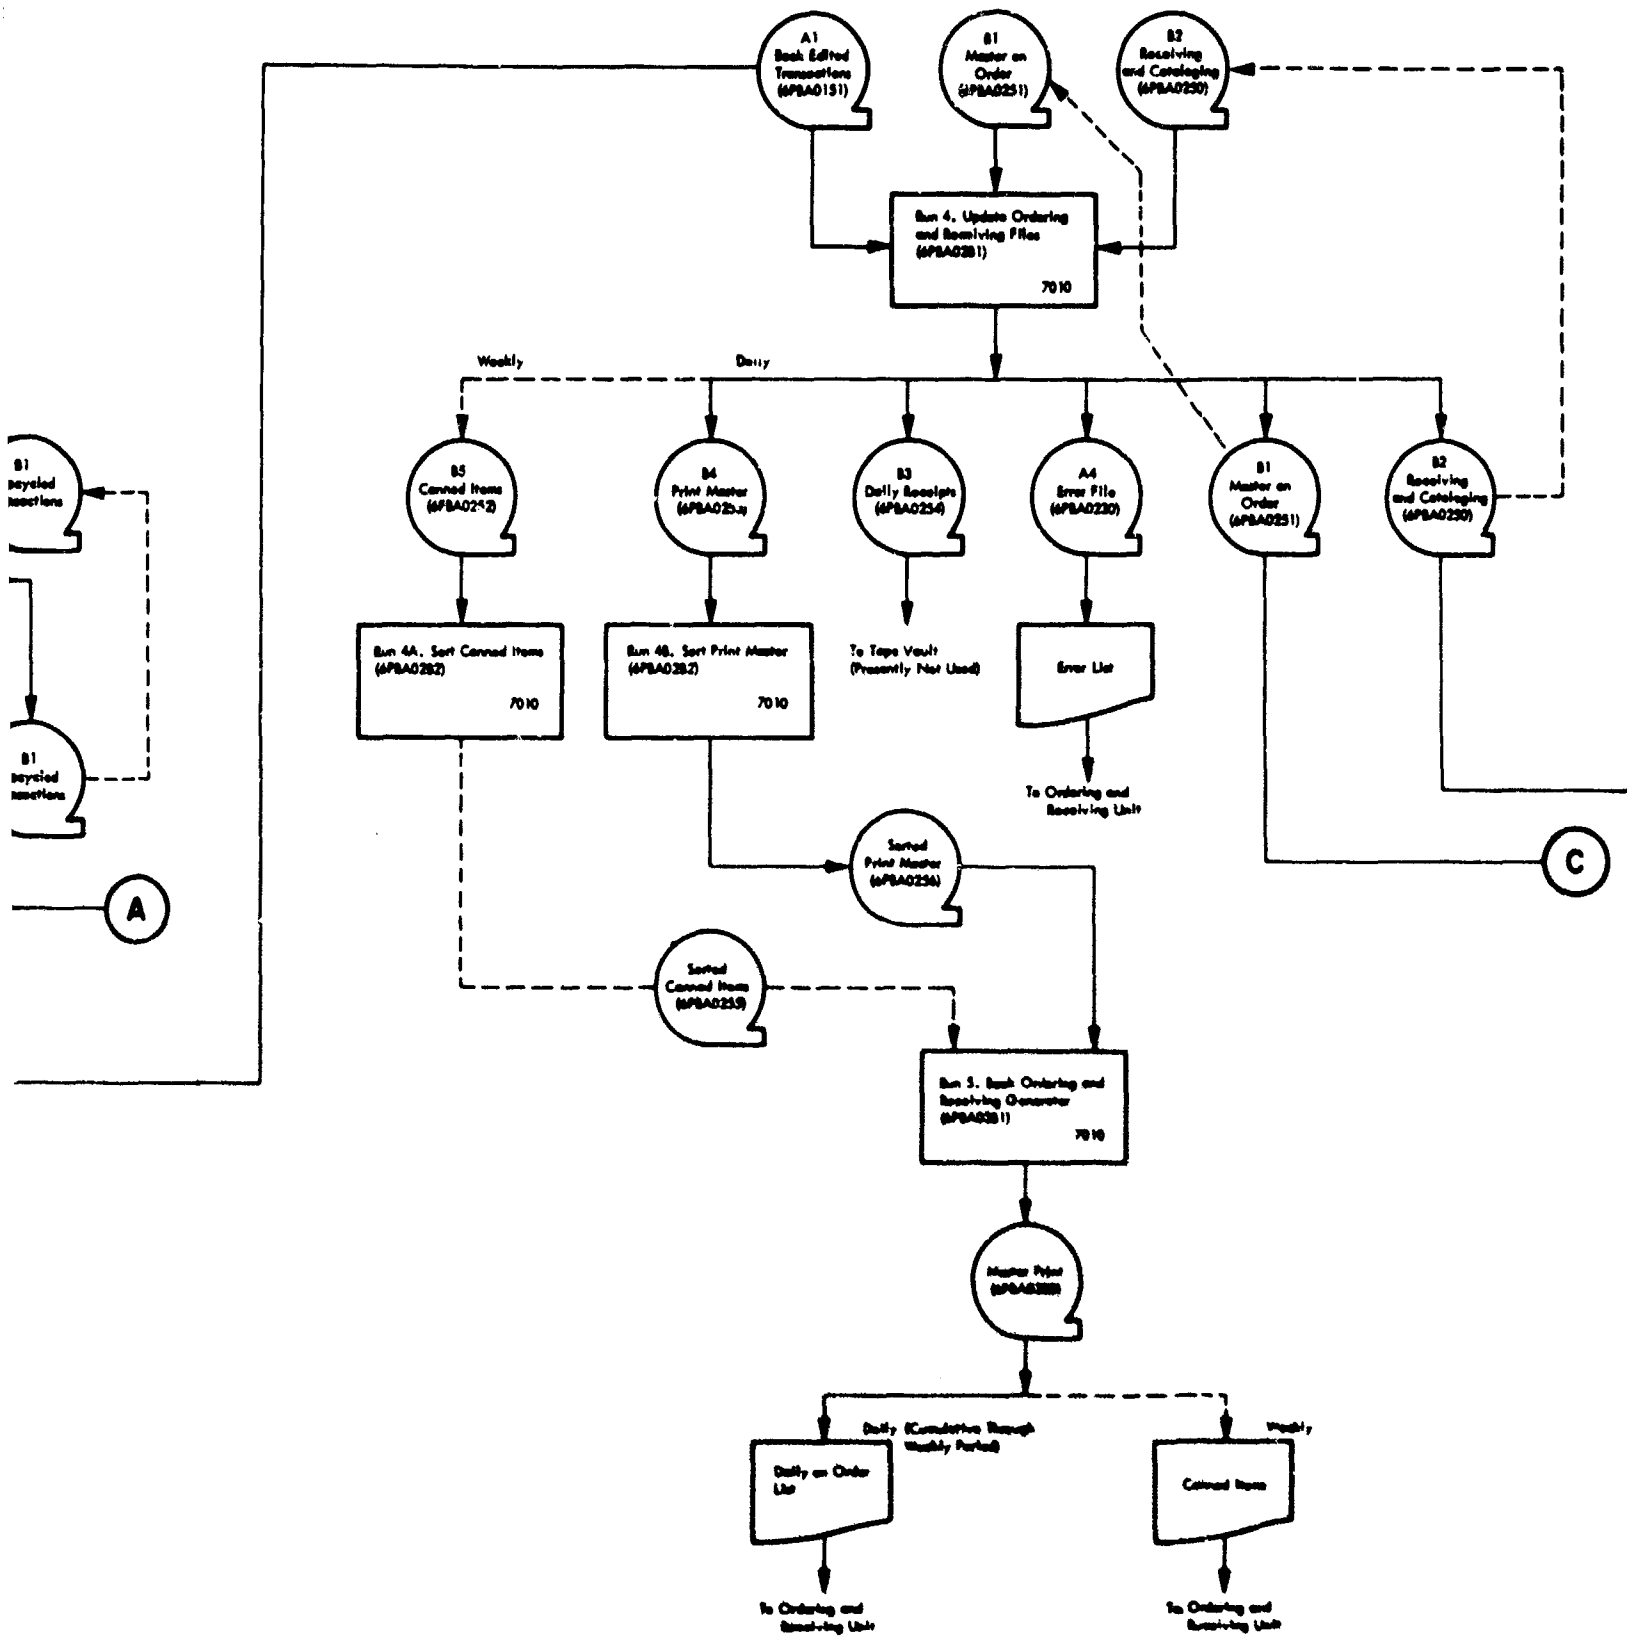 A1
Book Edited
Transactions
(6PBA0151)
B1
Master on
Order
(6PBA0251)
B2
Receiving
and Cataloging
(6PBA0250)
Run 4. Update Ordering
and Receiving Files
(6PBA0281)
7010
Weekly
Daily
B1
B5
Canned Items
(6PBA0252)
B4
Print Master
B3
Daily Receipts
(6PBA0254)
A4
Error File
(6PBA0230)
B1
Master on
Order
(6PBA0251)
B2
Receiving
and Cataloging
(6PBA0250)
Run 4A. Sort Canned Items
(6PBA0282)
7010
Run 4B. Sort Print Master
(6PBA0282)
7010
To Tape Vault
(Presently Not Used)
Error List
B1
To Ordering and
Receiving Unit
Sorted
Print Master
(6PBA0256)
C
A
Sorted
Canned Items
(6PBA0255)
Run 5. Book Ordering and
Receiving Generator
(6PBA0381)
7010
Master Print
Daily (Cumulative Through
Weekly Period)
Weekly
Daily on Order
List
Canned Items
To Ordering and
Receiving Unit
To Ordering and
Receiving Unit